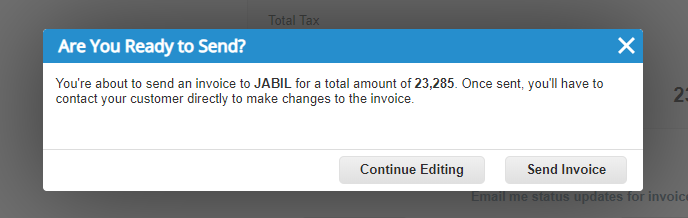 Total Tax
Are You Ready to Send?
You're about to send an invoice to JABIL for a total amount of 23,285. Once sent, you'll have to
contact your customer directly to make changes to the invoice.
Continue Editing
Send Invoice
Email me status updates for invoice